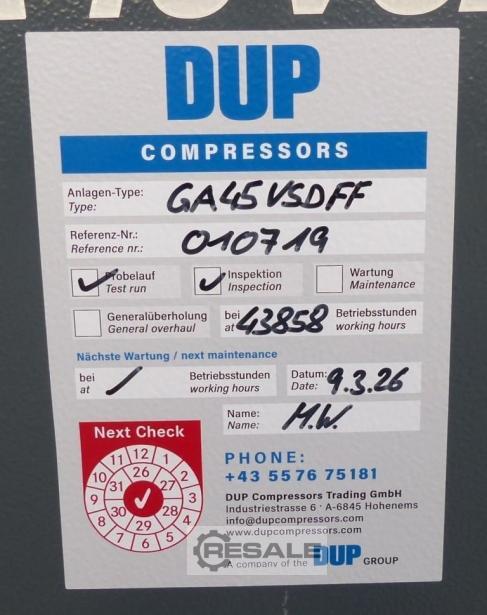 DUP
COMPRESSORS
Anlagen-Type: GA45VSDFF
Type:
Referenz-Nr.: 010719
Reference nr.:
Probelauf Inspektion Wartung
Test run Inspection Maintenance
Generalüberholung bei 43858 Betriebsstunden
General overhaul at working hours
Nächste Wartung / next maintenance
bei / Betriebsstunden Datum: 9.3.26
at working hours Date:
Name: M.W.
Name:
Next Check
11 12 1
10 26 2
31 27
9 3
30 28
8 29 4
7 6 5
PHONE:
+43 5576 75181
DUP Compressors Trading GmbH
Industriestrasse 6 · A-6845 Hohenems
info@dupcompressors.com
www.dupcompressors.com
RESALE
A company of the DUP GROUP